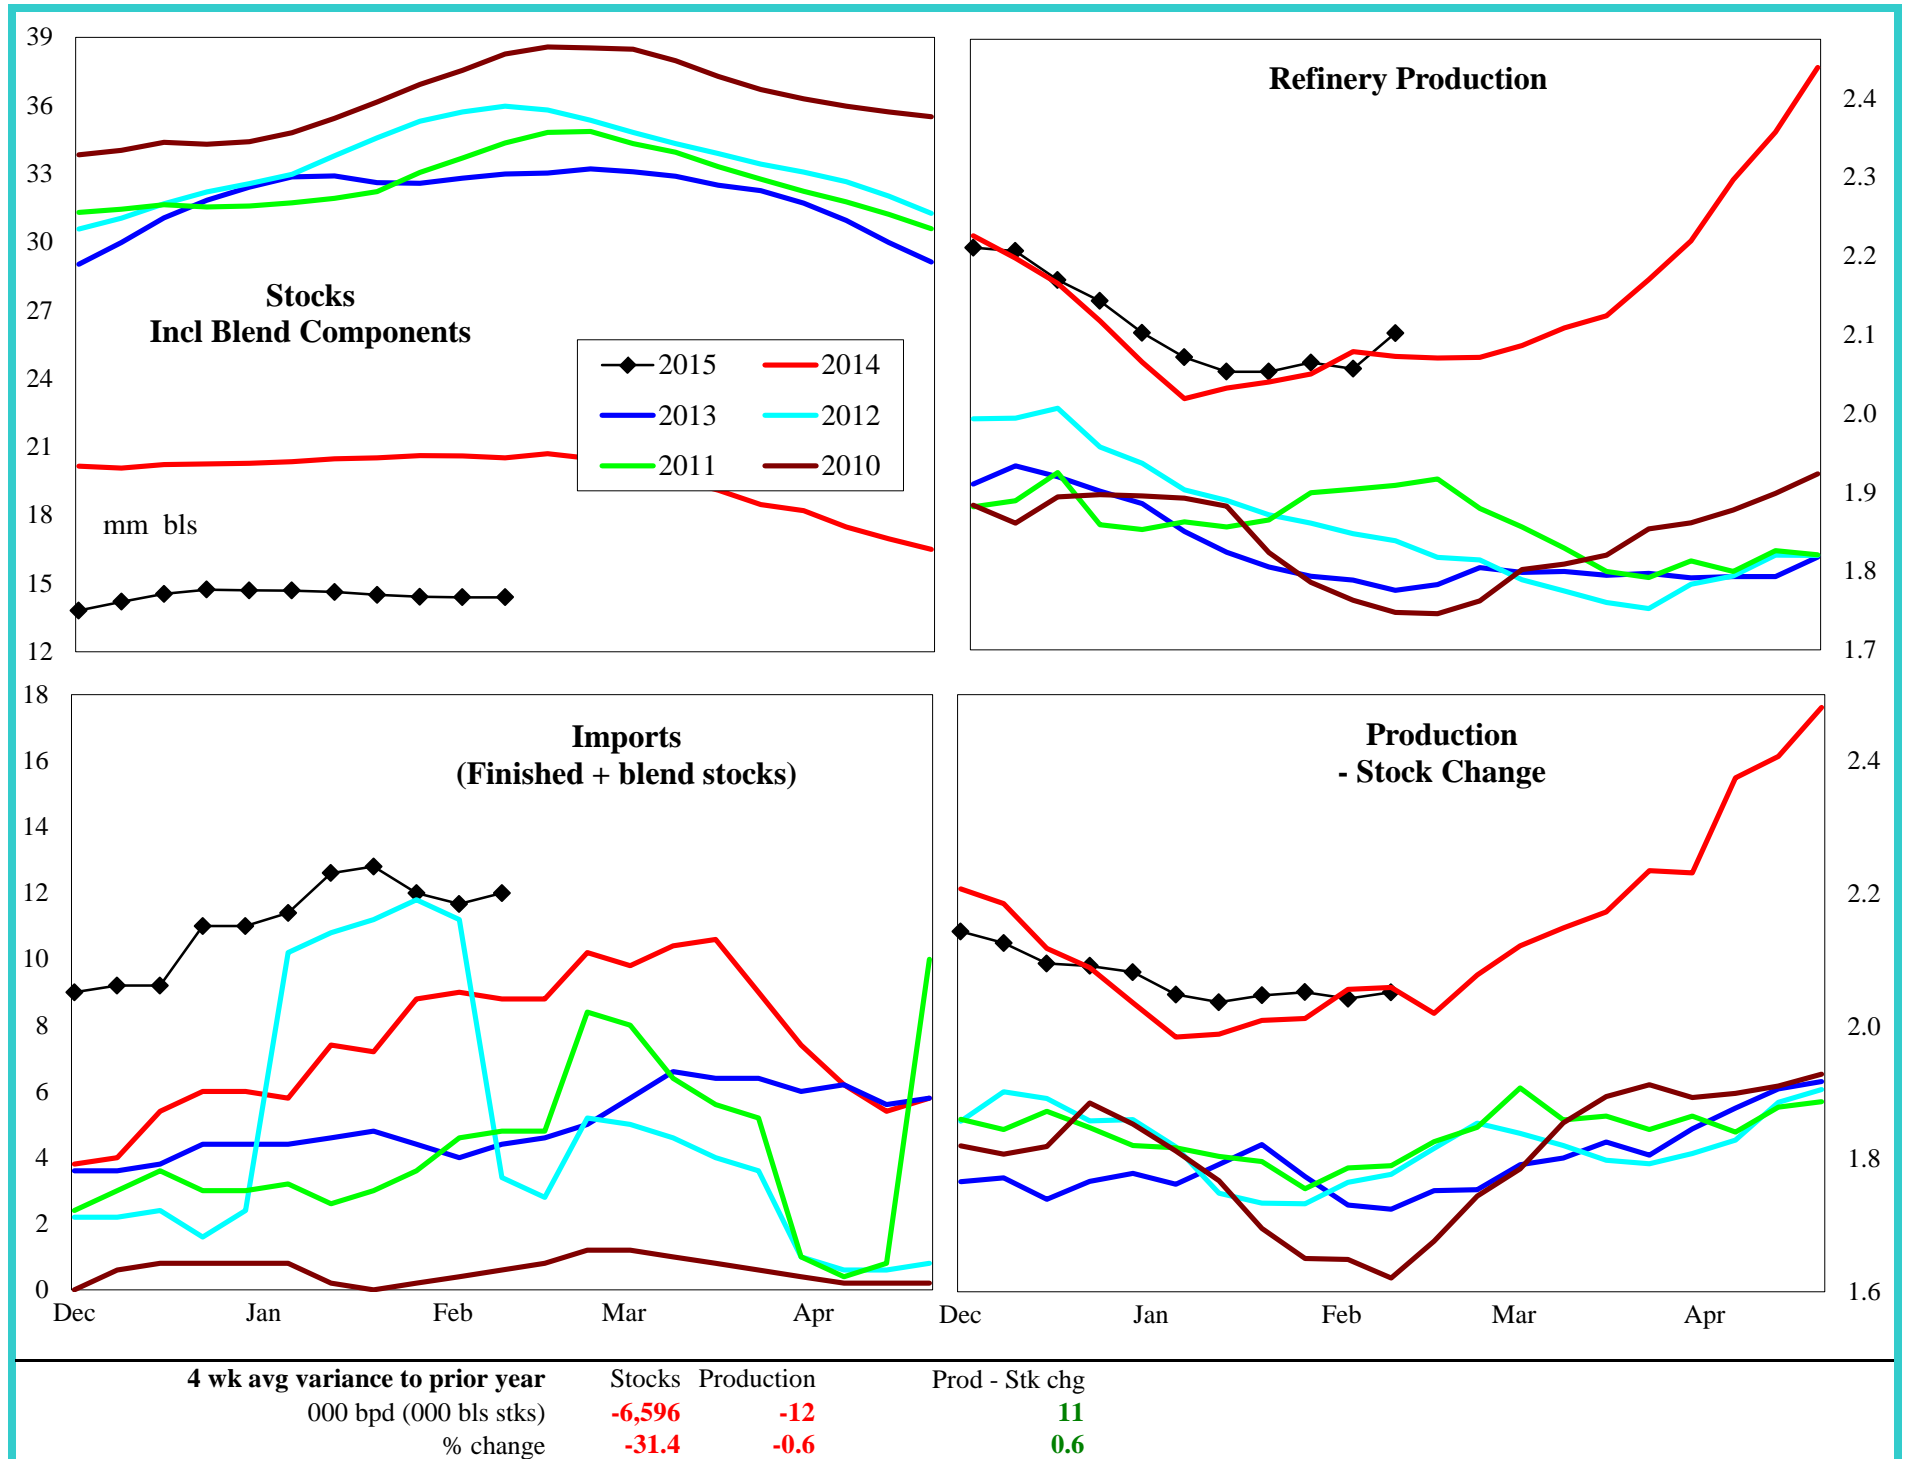 39
36
33
30
27
24
21
18
15
12
Stocks
Incl Blend Components
mm bls
2015 2014
2013 2012
2011 2010
Refinery Production
2.4
2.3
2.2
2.1
2.0
1.9
1.8
1.7
18
16
14
12
10
8
6
4
2
0
Imports
(Finished + blend stocks)
Dec Jan Feb Mar Apr
Production
- Stock Change
2.4
2.2
2.0
1.8
1.6
Dec Jan Feb Mar Apr
4 wk avg variance to prior year Stocks Production Prod - Stk chg
000 bpd (000 bls stks) -6,596 -12 11
% change -31.4 -0.6 0.6